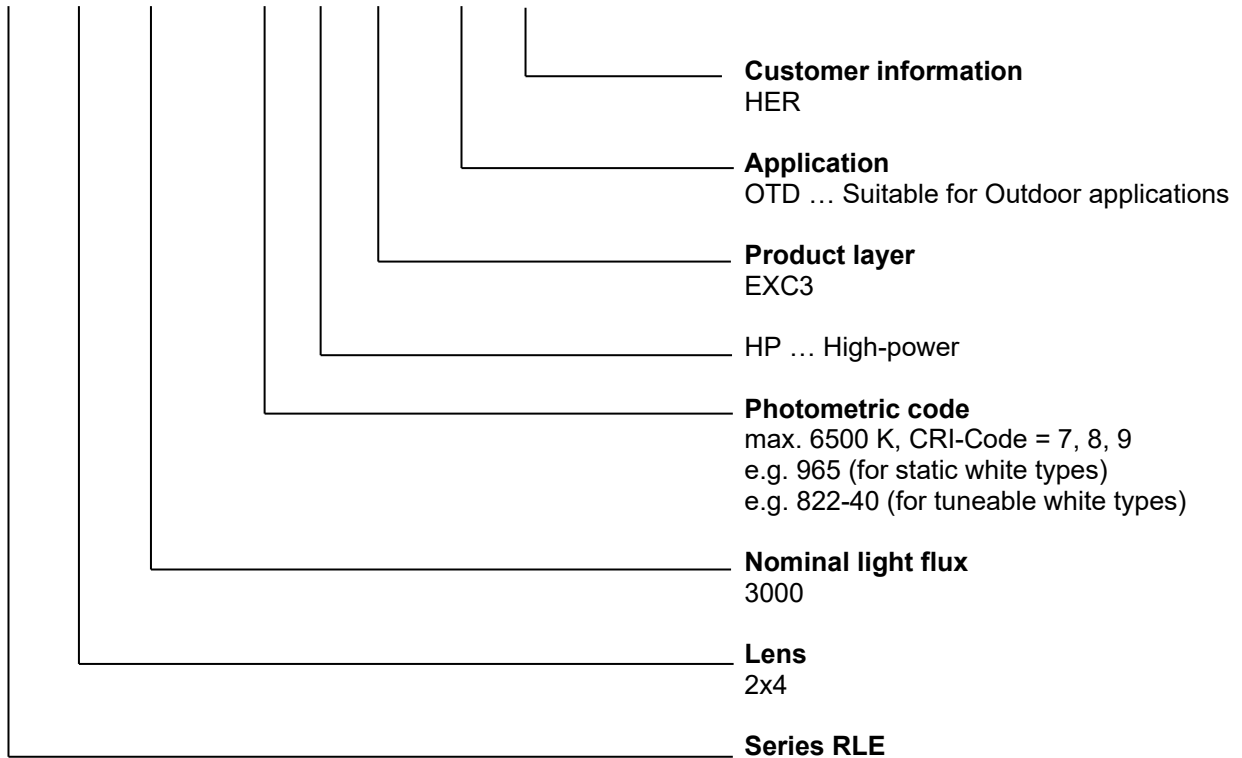 Customer information
HER
Application
OTD … Suitable for Outdoor applications
Product layer
EXC3
HP … High-power
Photometric code
max. 6500 K, CRI-Code = 7, 8, 9
e.g. 965 (for static white types)
e.g. 822-40 (for tuneable white types)
Nominal light flux
3000
Lens
2x4
Series RLE